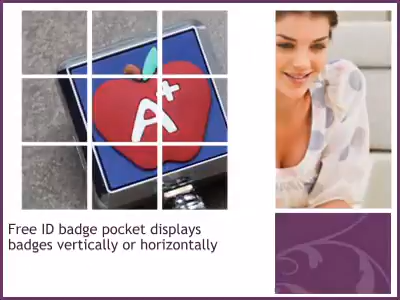 A+
Free ID badge pocket displays
badges vertically or horizontally